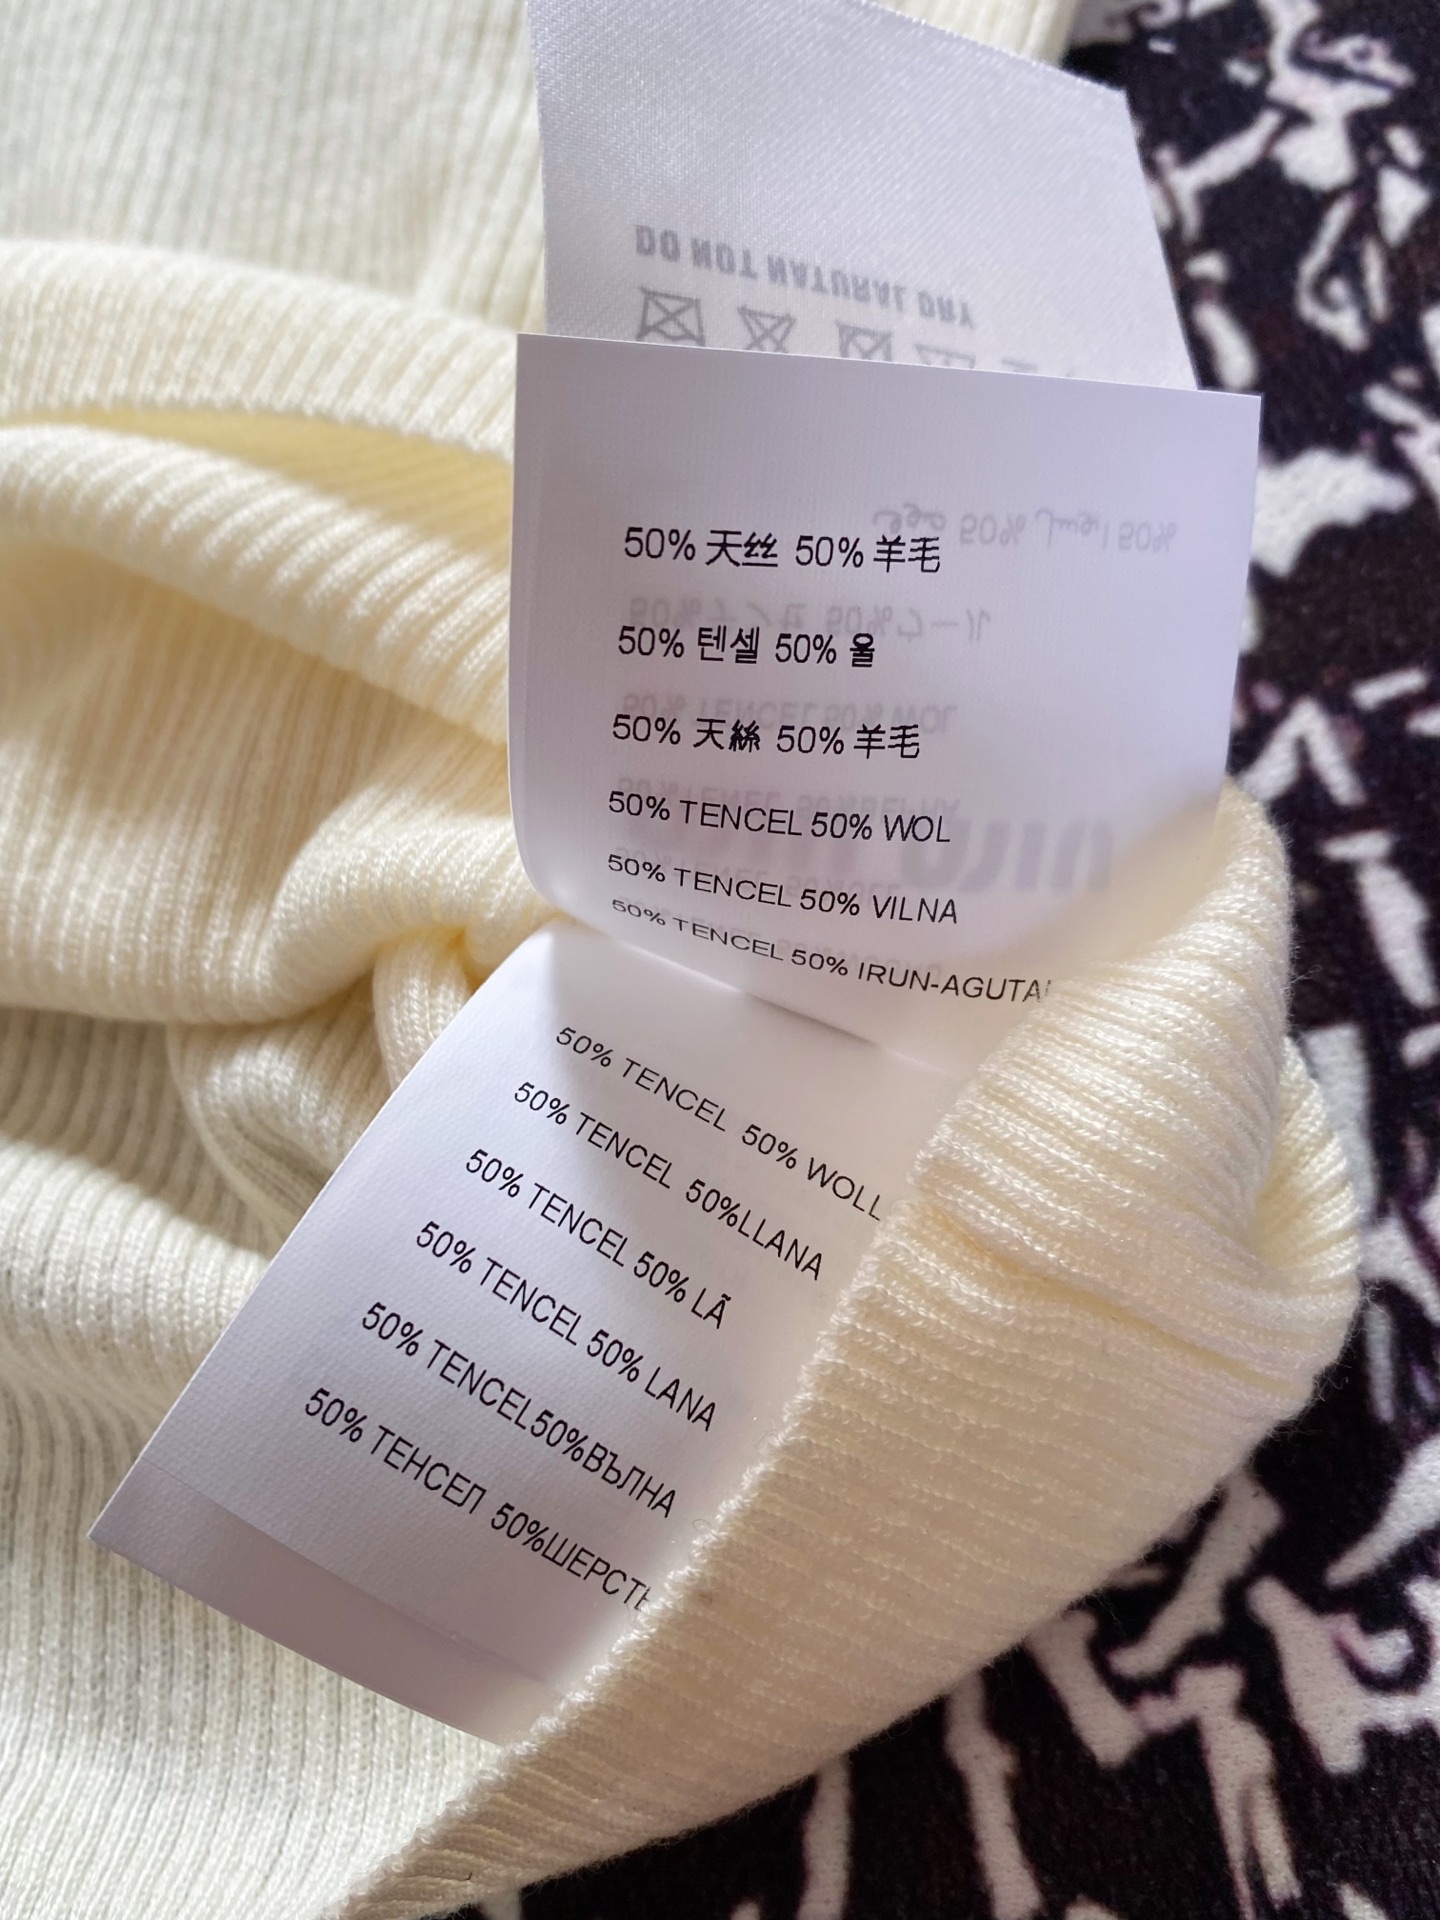 DO NOT NATURAL DRY
50% 天丝 50% 羊毛
50% 텐셀 50% 울
50% 天絲 50% 羊毛
50% TENCEL 50% WOL
50% TENCEL 50% VILNA
50% TENCEL 50%
50% TENCEL 50% WOLL
50% TENCEL 50%LLANA
50% TENCEL 50% LÃ
50% TENCEL 50% LANA
50% TENCEL50%ВЪЛНА
50% ТЕНСЕЛ 50%ШЕРСТЬ